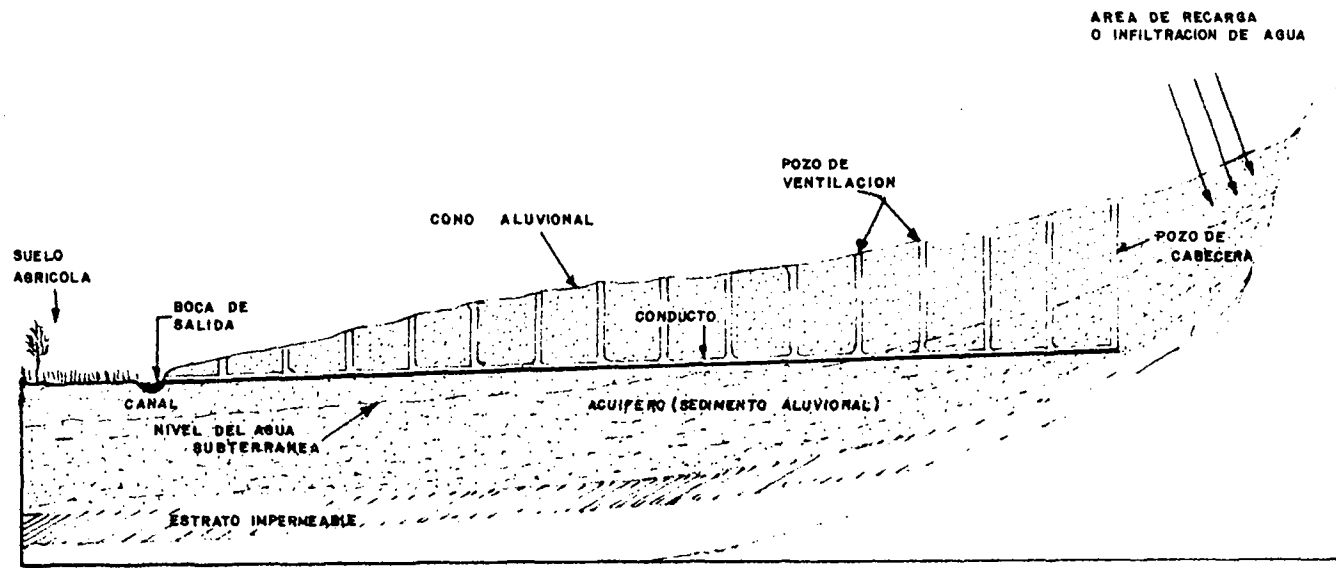 AREA DE RECARGA
O INFILTRACION DE AGUA
POZO DE
VENTILACION
CONO ALUVIONAL
POZO DE
CABECERA
SUELO
AGRICOLA
BOCA DE
SALIDA
CONDUCTO
CANAL
ACUIFERO (SEDIMENTO ALUVIONAL)
NIVEL DEL AGUA
SUBTERRANEA
ESTRATO IMPERMEABLE